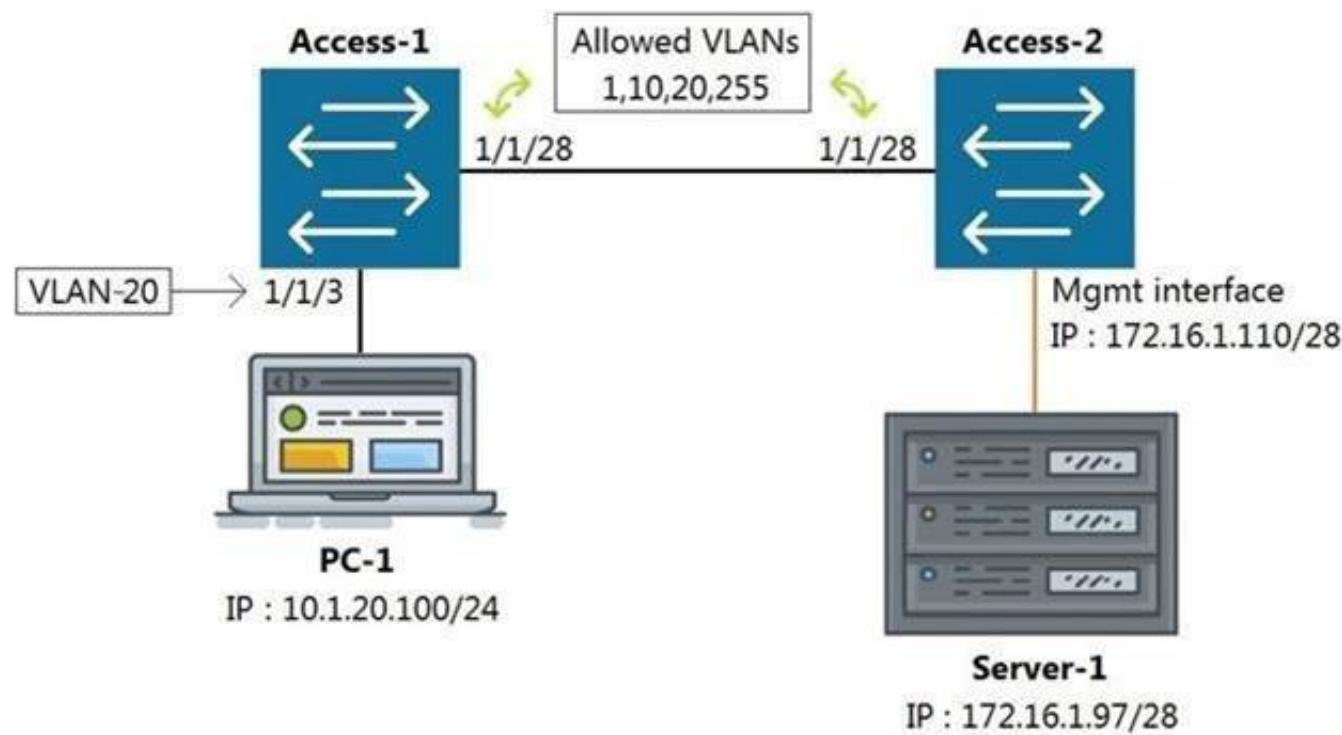 Access-1
Allowed VLANs
1,10,20,255
Access-2
1/1/28
1/1/28
VLAN-20
1/1/3
Mgmt interface
IP : 172.16.1.110/28
PC-1
IP : 10.1.20.100/24
Server-1
IP : 172.16.1.97/28